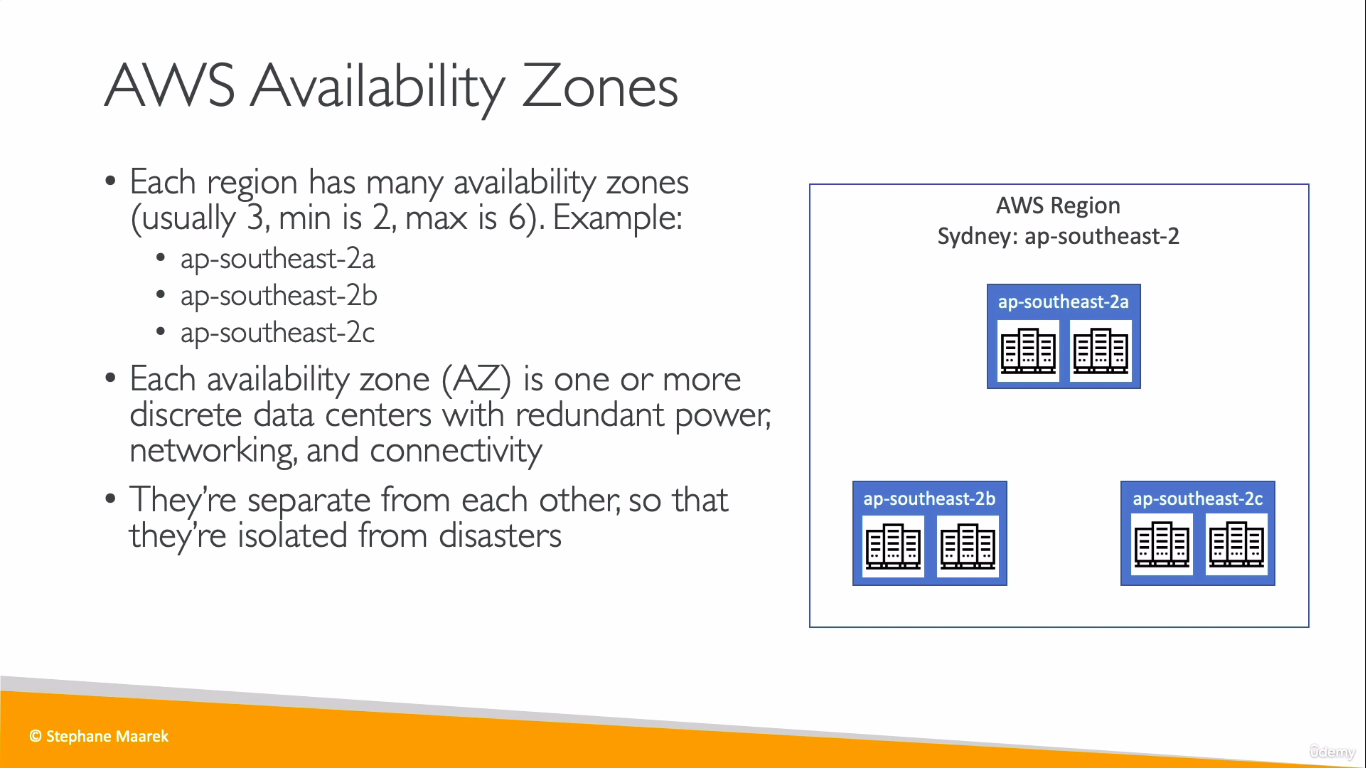 AWS Availability Zones
• Each region has many availability zones
(usually 3, min is 2, max is 6). Example:
• ap-southeast-2a
• ap-southeast-2b
• ap-southeast-2c
• Each availability zone (AZ) is one or more
discrete data centers with redundant power,
networking, and connectivity
• They’re separate from each other, so that
they’re isolated from disasters
AWS Region
Sydney: ap-southeast-2
ap-southeast-2a
ap-southeast-2b
ap-southeast-2c
© Stephane Maarek
ûdemy